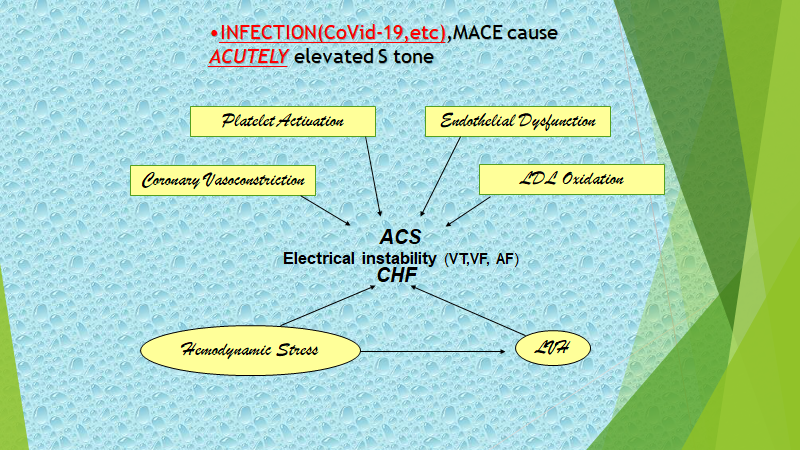 •INFECTION(CoVid-19,etc),MACE cause
ACUTELY elevated S tone
Platelet Activation
Endothelial Dysfunction
Coronary Vasoconstriction
LDL Oxidation
ACS
Electrical instability (VT,VF, AF)
CHF
Hemodynamic Stress
LVH